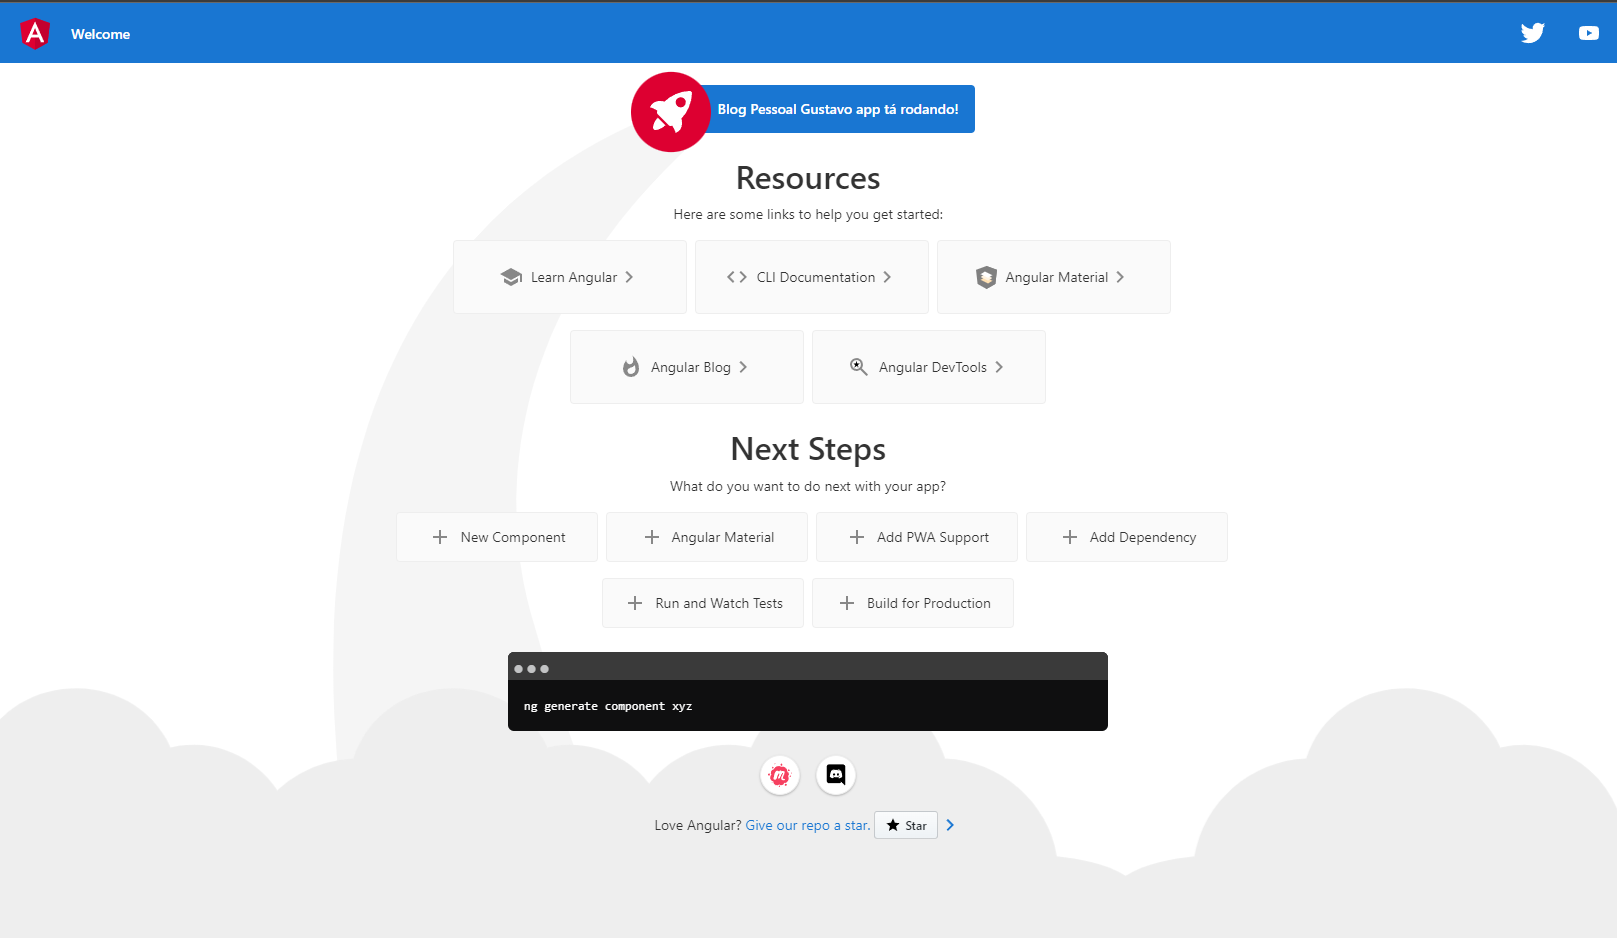 Welcome
Blog Pessoal Gustavo app tá rodando!
Resources
Here are some links to help you get started:
Learn Angular
CLI Documentation
Angular Material
Angular Blog
Angular DevTools
Next Steps
What do you want to do next with your app?
New Component
Angular Material
Add PWA Support
Add Dependency
Run and Watch Tests
Build for Production
ng generate component xyz
Love Angular? Give our repo a star. Star